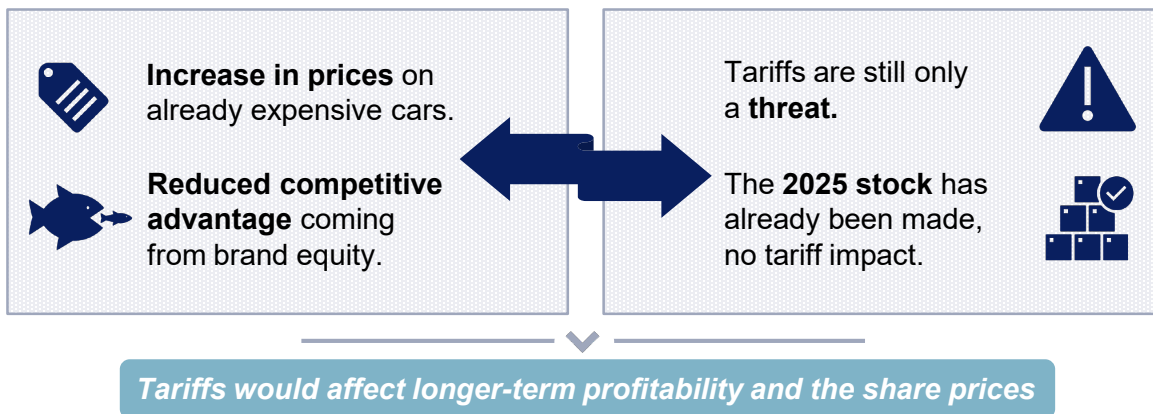 Increase in prices on
already expensive cars.
Reduced competitive
advantage coming
from brand equity.
Tariffs are still only
a threat.
The 2025 stock has
already been made,
no tariff impact.
Tariffs would affect longer-term profitability and the share prices